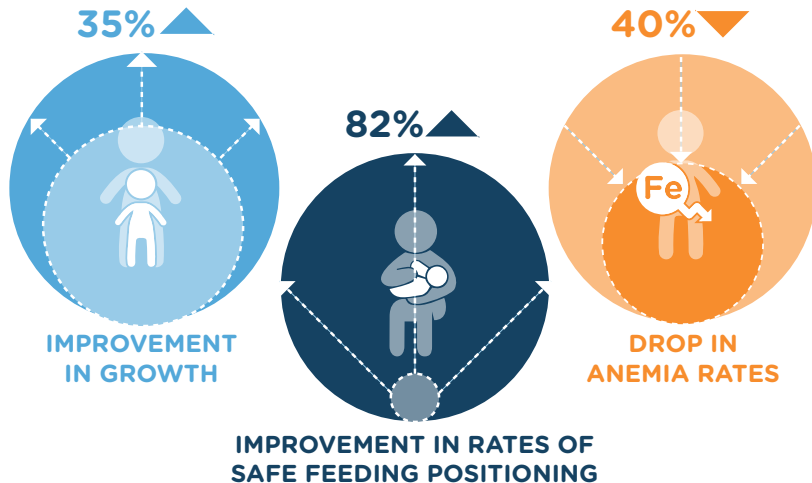 35%
IMPROVEMENT
IN GROWTH
82%
IMPROVEMENT IN RATES OF
SAFE FEEDING POSITIONING
40%
Fe
DROP IN
ANEMIA RATES